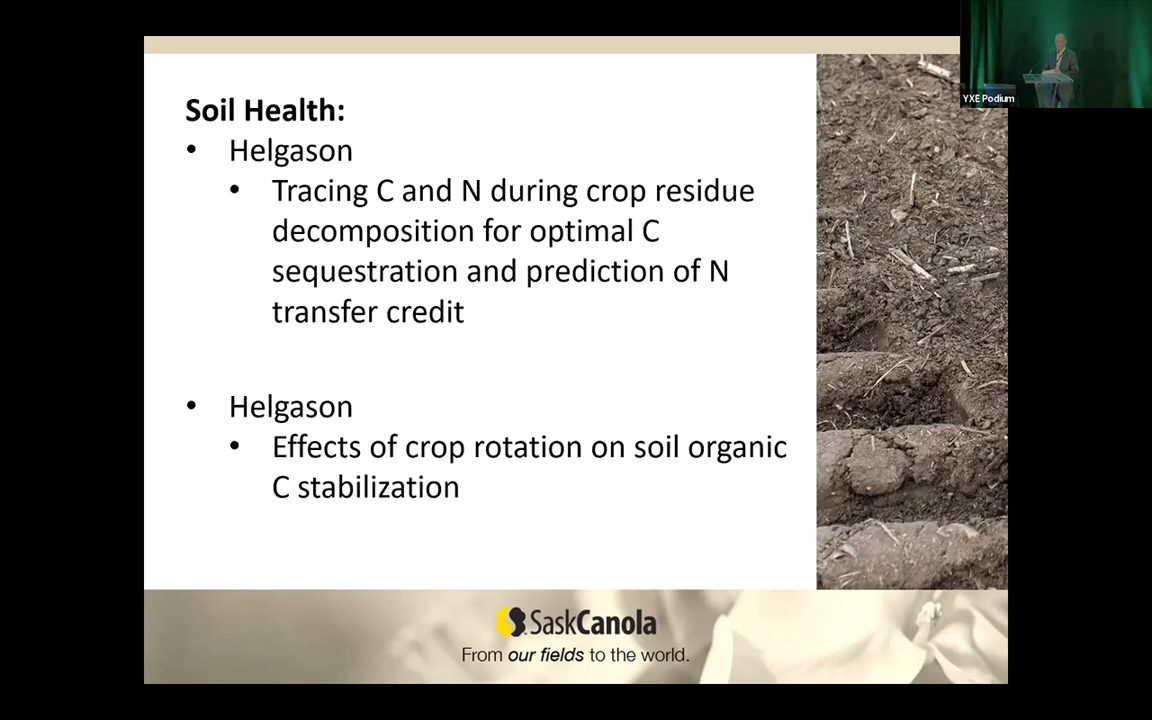 YXE Podium
Soil Health:
• Helgason
• Tracing C and N during crop residue
decomposition for optimal C
sequestration and prediction of N
transfer credit
• Helgason
• Effects of crop rotation on soil organic
C stabilization
SaskCanola
From our fields to the world.